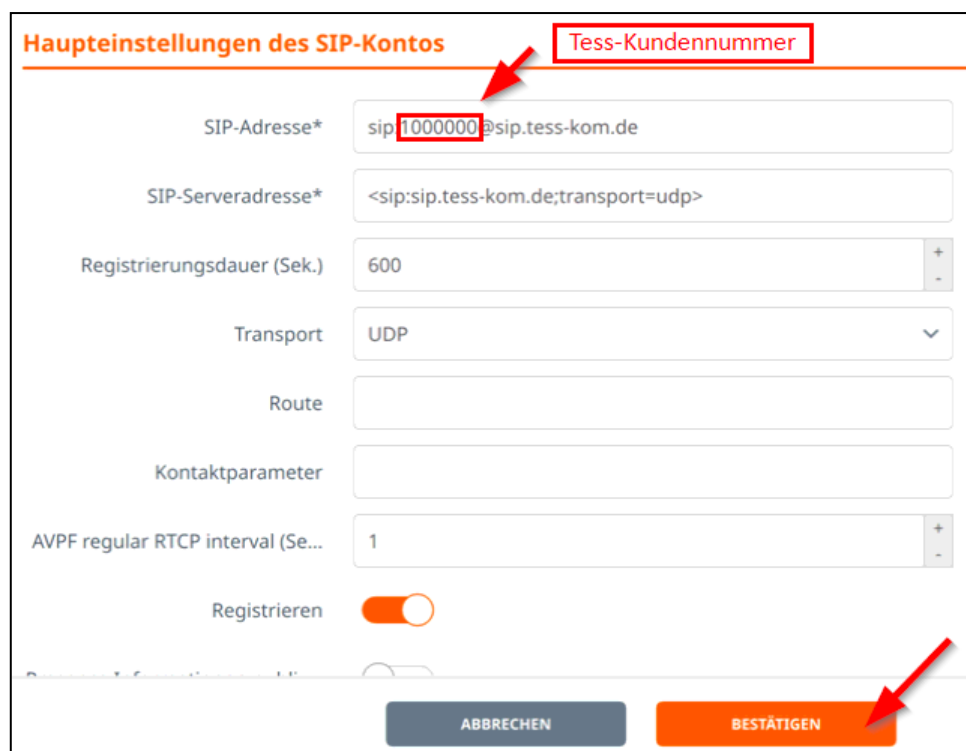 Haupteinstellungen des SIP-Kontos
Tess-Kundennummer
SIP-Adresse* sip:1000000@sip.tess-kom.de
SIP-Serveradresse* <sip:sip.tess-kom.de;transport=udp>
Registrierungsdauer (Sek.) 600 + -
Transport UDP
Route
Kontaktparameter
AVPF regular RTCP interval (Se... 1 + -
Registrieren
ABBRECHEN BESTÄTIGEN